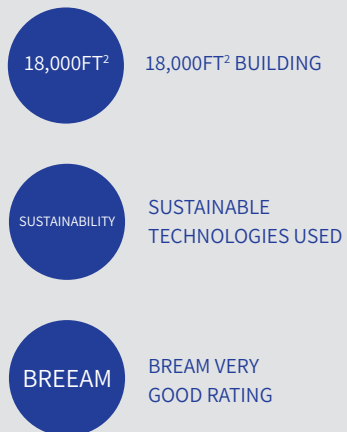 18,000FT² 18,000FT² BUILDING
SUSTAINABILITY
SUSTAINABLE
TECHNOLOGIES USED
BREEAM
BREAM VERY
GOOD RATING